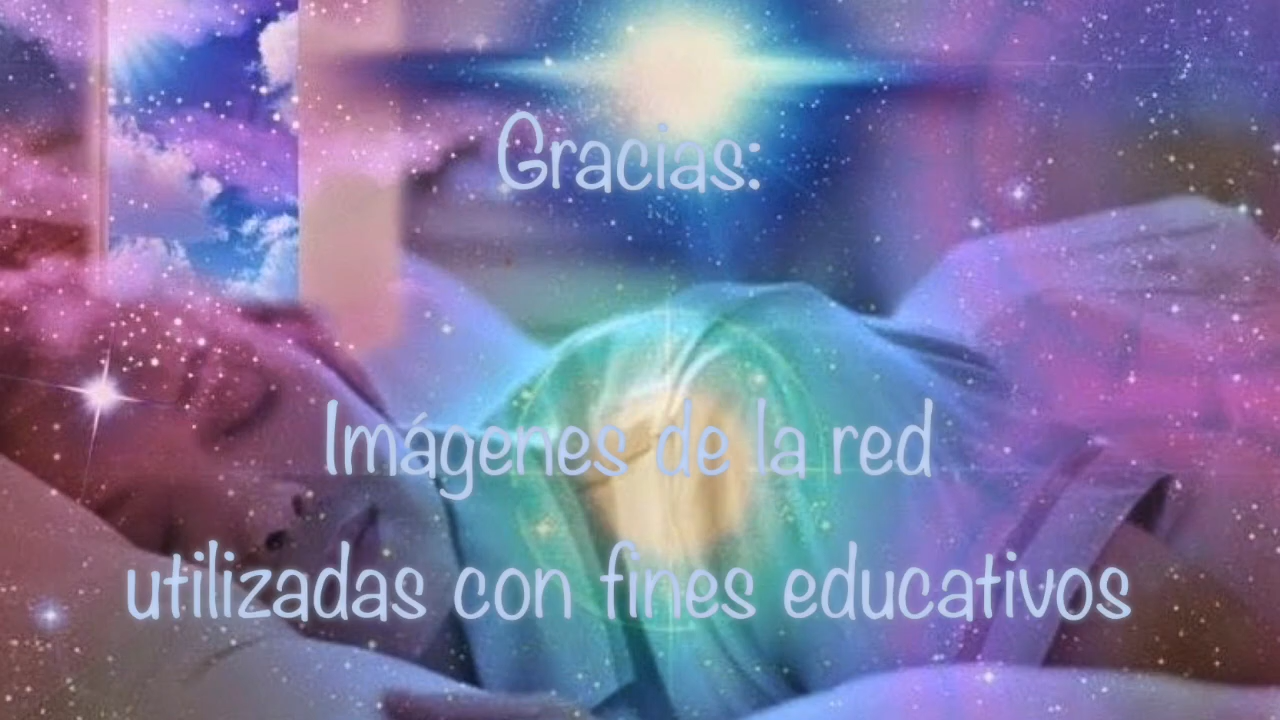 Gracias:
Imágenes de la red
utilizadas con fines educativos